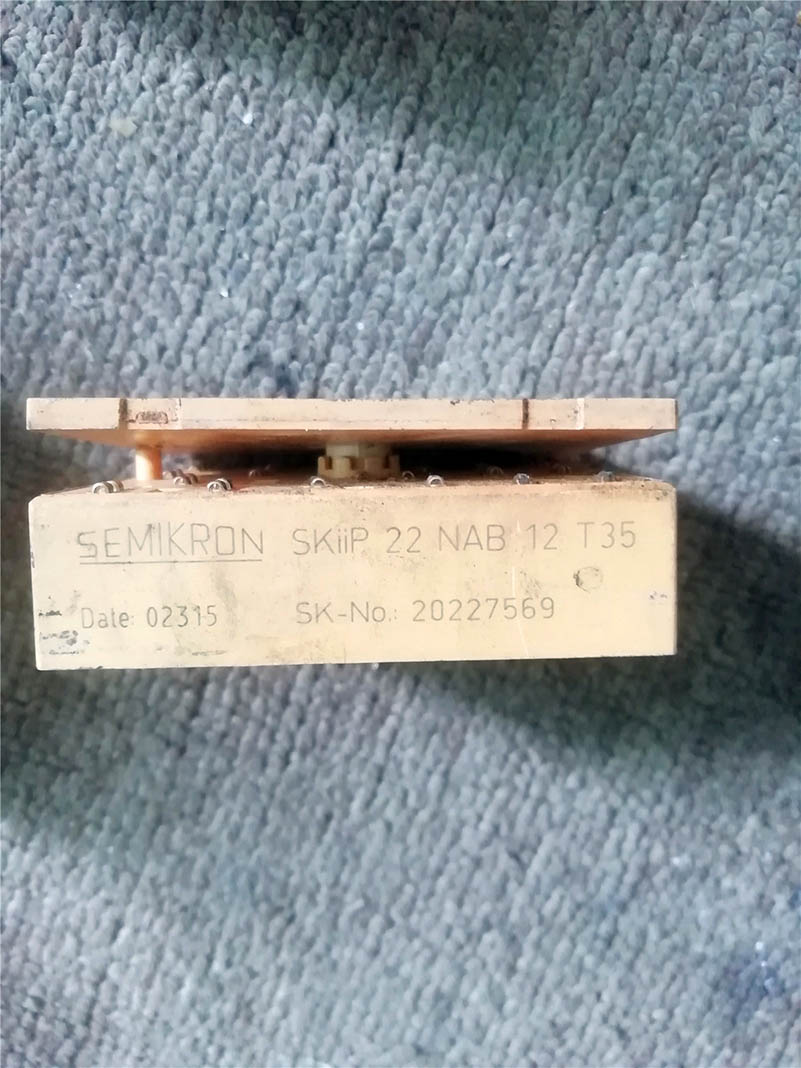 SEMIKRON SKiiP 22 NAB 12 T35
Date: 02315 SK-No.: 20227569